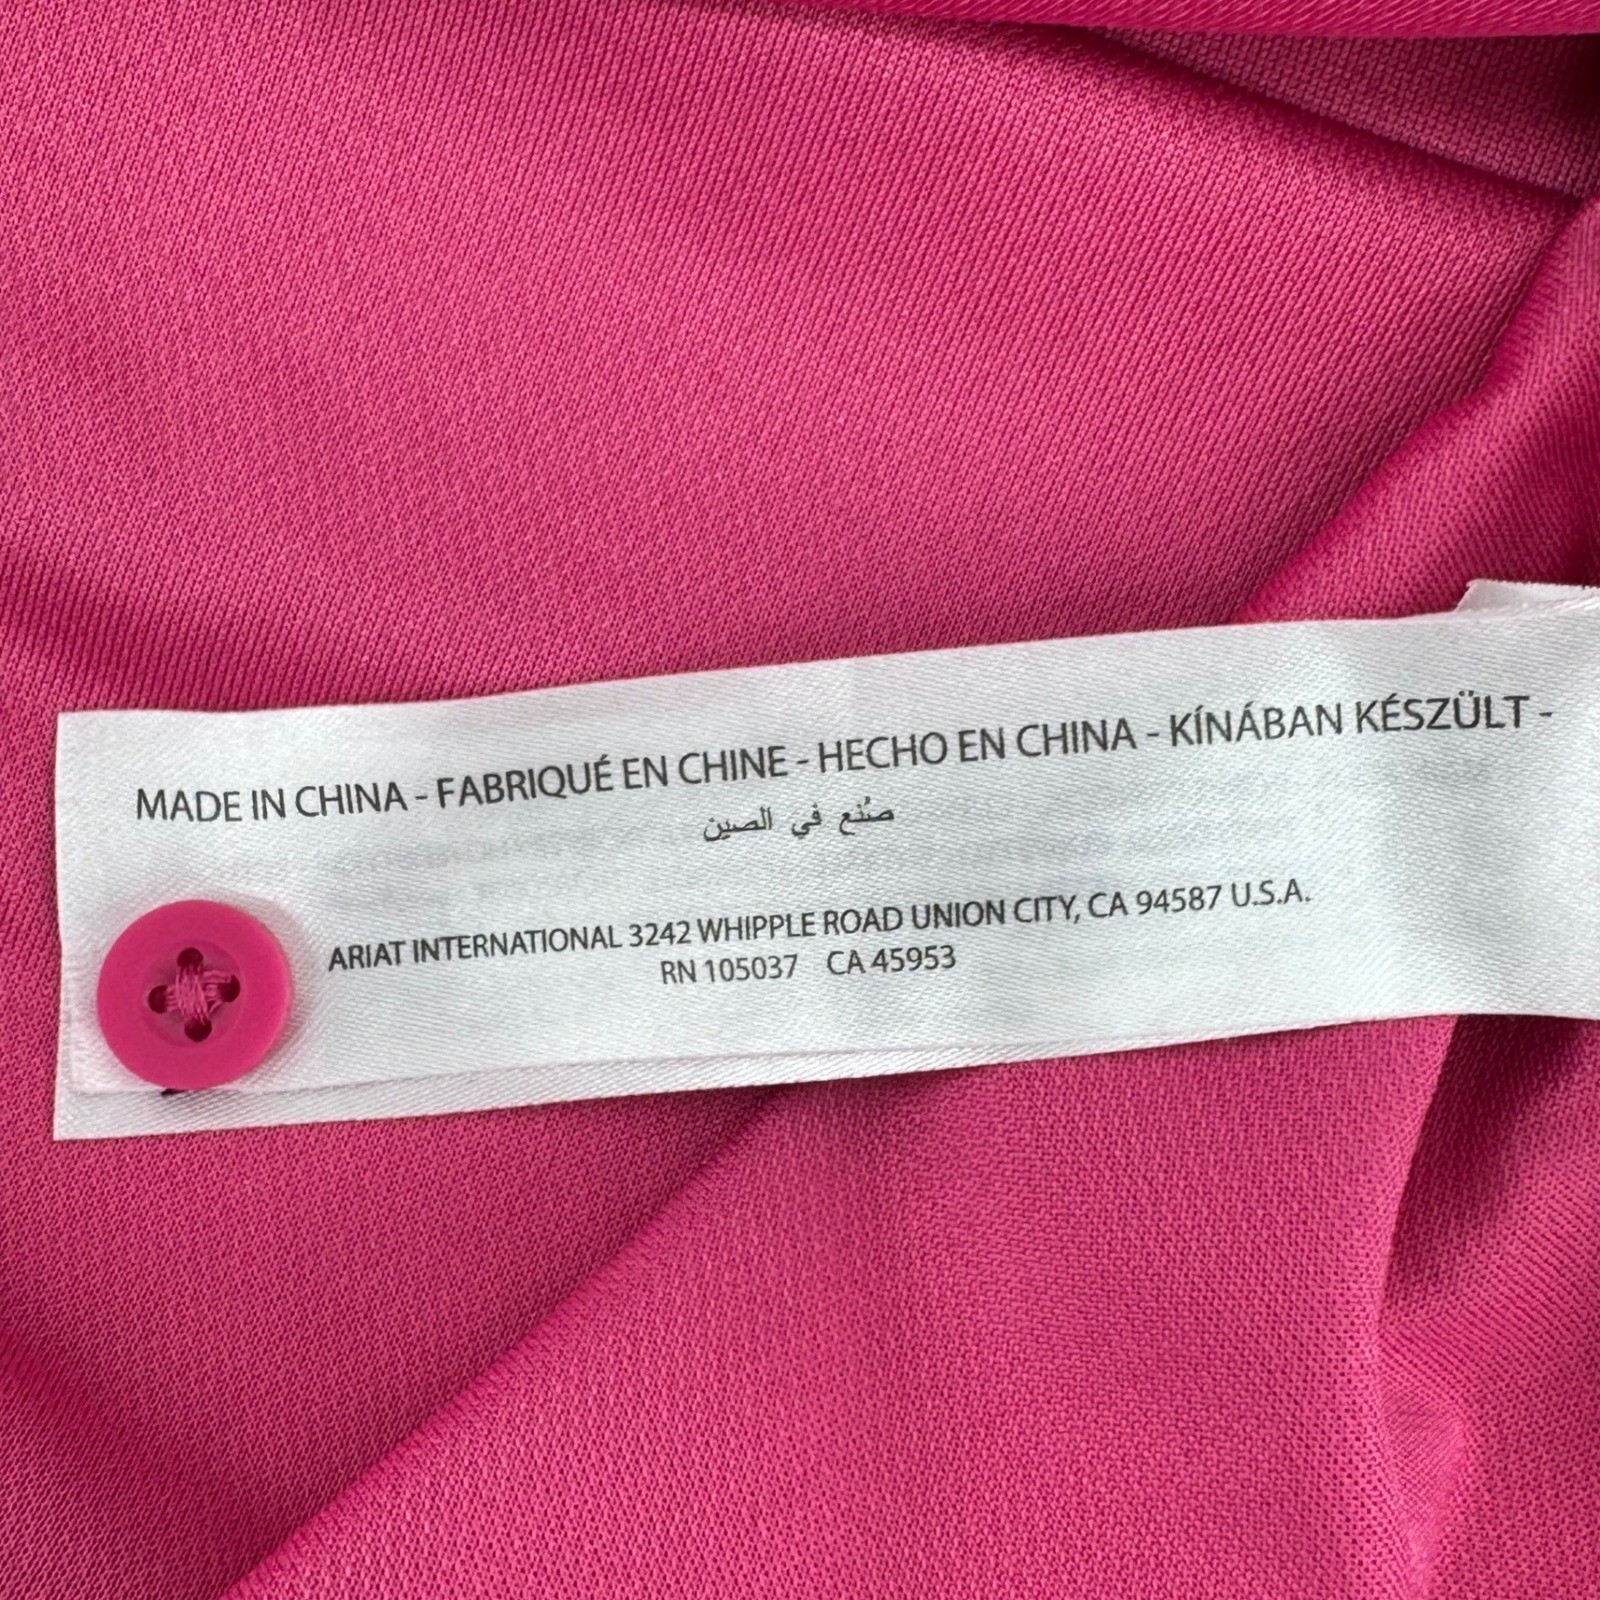 MADE IN CHINA - FABRIQUÉ EN CHINE - HECHO EN CHINA - KÍNÁBAN KÉSZÜLT -
صُنع في الصين
ARIAT INTERNATIONAL 3242 WHIPPLE ROAD UNION CITY, CA 94587 U.S.A.
RN 105037 CA 45953